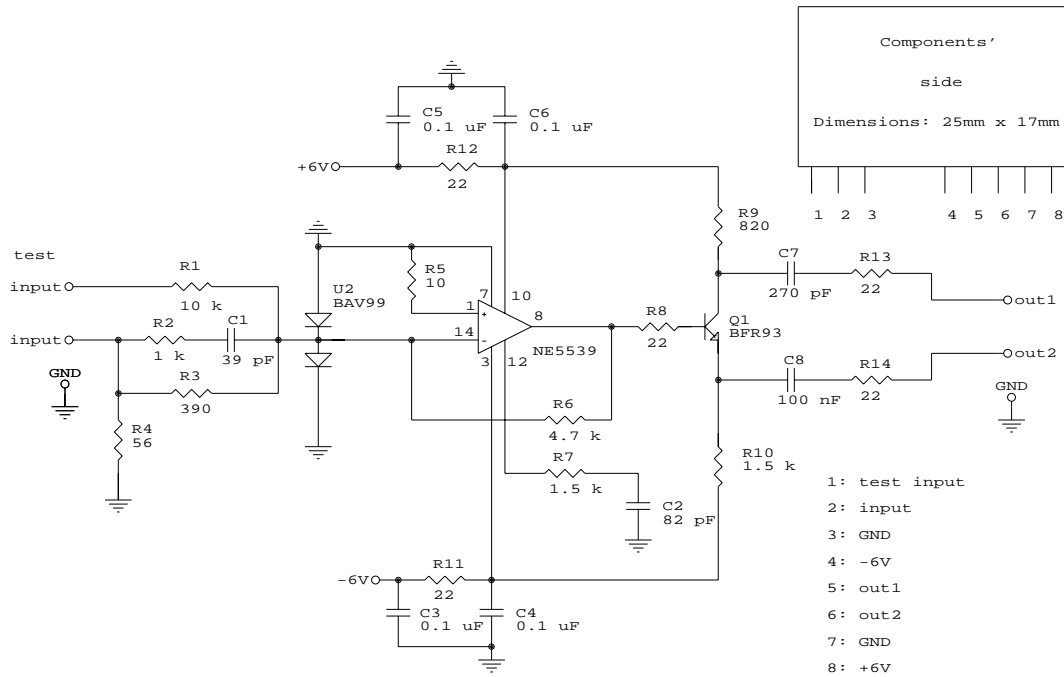 Components'
side
Dimensions: 25mm x 17mm
1 2 3 4 5 6 7 8
C5
0.1 uF
C6
0.1 uF
+6V
R12
22
R9
820
test
input
R1
10 k
U2
BAV99
R5
10
7
10
1
+
8
14
-
3
12
NE5539
R8
22
Q1
BFR93
C7
270 pF
R13
22
out1
input
R2
1 k
C1
39 pF
GND
R3
390
R4
56
C8
100 nF
R14
22
out2
GND
R6
4.7 k
R7
1.5 k
C2
82 pF
R10
1.5 k
-6V
R11
22
C3
0.1 uF
C4
0.1 uF
1: test input
2: input
3: GND
4: -6V
5: out1
6: out2
7: GND
8: +6V